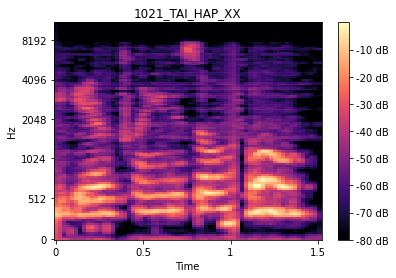 1021_TAI_HAP_XX
8192
4096
2048
1024
512
0
Hz
0
0.5
1
1.5
Time
-10 dB
-20 dB
-30 dB
-40 dB
-50 dB
-60 dB
-70 dB
-80 dB